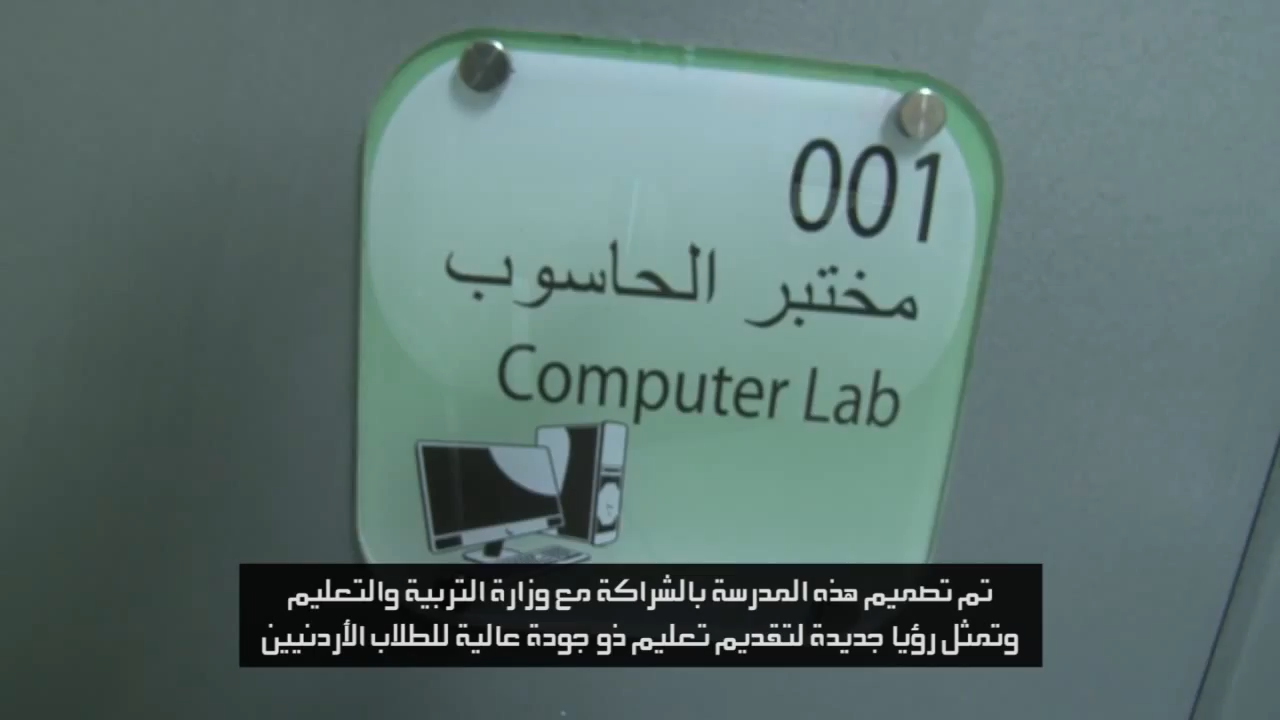 001
مختبر الحاسوب
Computer Lab
تم تصميم هذه المدرسة بالشراكة مع وزارة التربية والتعليم
وتمثل رؤيا جديدة لتقديم تعليم ذو جودة عالية للطلاب الأردنيين